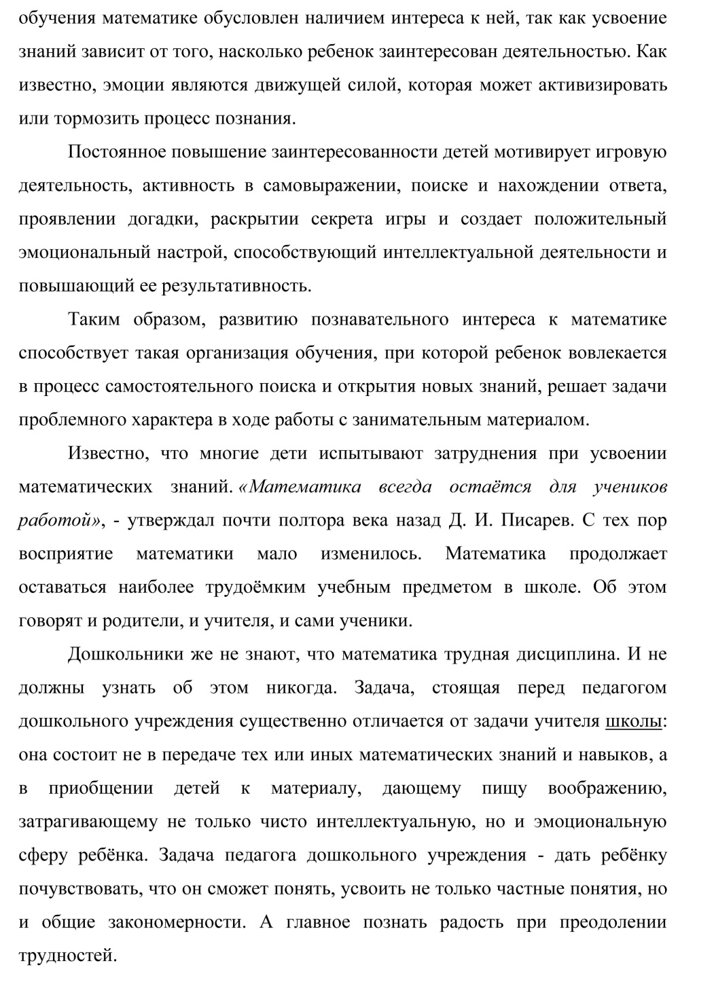 обучения математике обусловлен наличием интереса к ней, так как усвоение
знаний зависит от того, насколько ребенок заинтересован деятельностью. Как
известно, эмоции являются движущей силой, которая может активизировать
или тормозить процесс познания.
Постоянное повышение заинтересованности детей мотивирует игровую
деятельность, активность в самовыражении, поиске и нахождении ответа,
проявлении догадки, раскрытии секрета игры и создает положительный
эмоциональный настрой, способствующий интеллектуальной деятельности и
повышающий ее результативность.
Таким образом, развитию познавательного интереса к математике
способствует такая организация обучения, при которой ребенок вовлекается
в процесс самостоятельного поиска и открытия новых знаний, решает задачи
проблемного характера в ходе работы с занимательным материалом.
Известно, что многие дети испытывают затруднения при усвоении
математических знаний. «Математика всегда остаётся для учеников
работой», - утверждал почти полтора века назад Д. И. Писарев. С тех пор
восприятие математики мало изменилось. Математика продолжает
оставаться наиболее трудоёмким учебным предметом в школе. Об этом
говорят и родители, и учителя, и сами ученики.
Дошкольники же не знают, что математика трудная дисциплина. И не
должны узнать об этом никогда. Задача, стоящая перед педагогом
дошкольного учреждения существенно отличается от задачи учителя школы:
она состоит не в передаче тех или иных математических знаний и навыков, а
в приобщении детей к материалу, дающему пищу воображению,
затрагивающему не только чисто интеллектуальную, но и эмоциональную
сферу ребёнка. Задача педагога дошкольного учреждения - дать ребёнку
почувствовать, что он сможет понять, усвоить не только частные понятия, но
и общие закономерности. А главное познать радость при преодолении
трудностей.